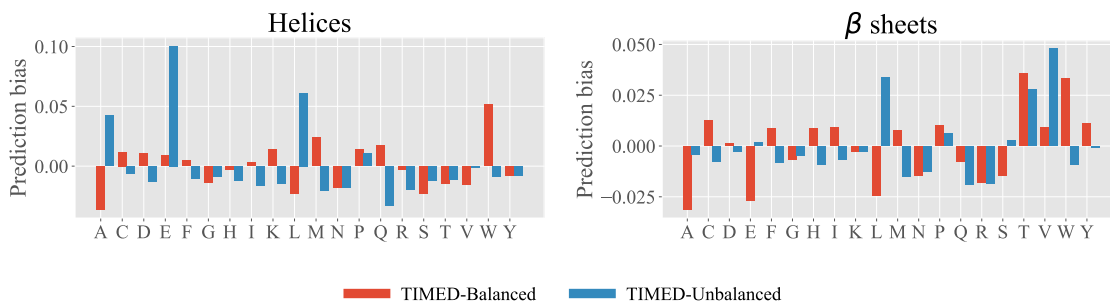 Helices
Prediction bias
0.10
0.05
0.00
A C D E F G H I K L M N P Q R S T V W Y
β sheets
Prediction bias
0.050
0.025
0.000
−0.025
A C D E F G H I K L M N P Q R S T V W Y
TIMED-Balanced TIMED-Unbalanced